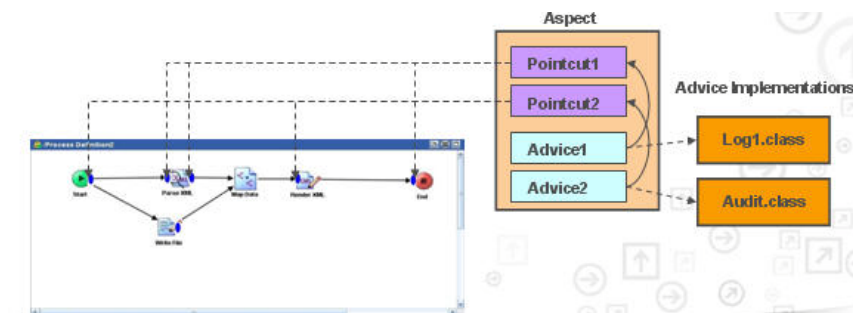 Aspect
Pointcut1
Pointcut2
Advice1
Advice2
Advice Implementations
Log1.class
Audit.class
/Process Definition2
Start
Parse XML
Map Data
Render XML
End
Write File